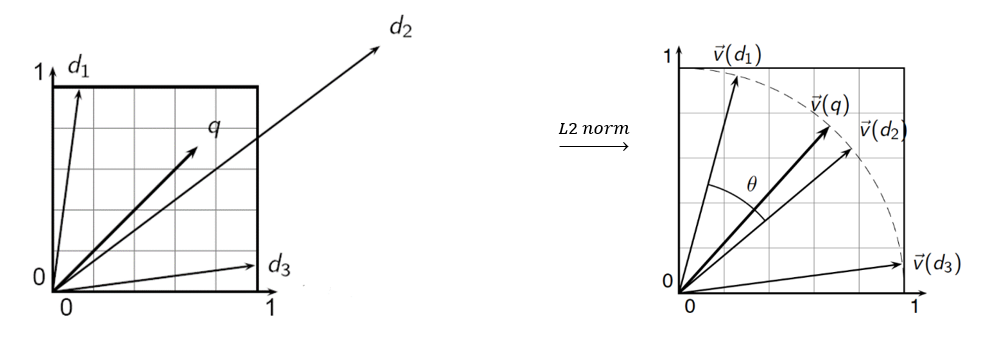 d₂
1
d₁
q
d₃
0
0
1
L2 norm
1
v⃗(d₁)
v⃗(q)
v⃗(d₂)
θ
v⃗(d₃)
0
0
1